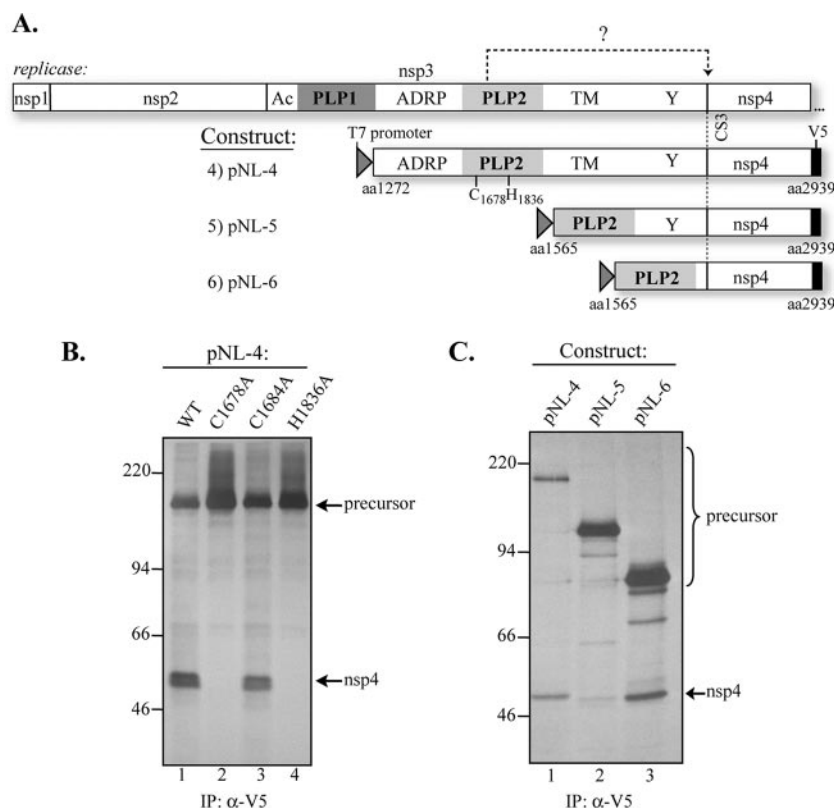 A.
?
replicase:
nsp3
nsp1 nsp2 Ac PLP1 ADRP PLP2 TM Y nsp4 ...
Construct:
T7 promoter
CS3
V5
4) pNL-4
ADRP PLP2 TM Y nsp4
aa1272
C1678 H1836
aa2939
5) pNL-5
PLP2 Y nsp4
aa1565
aa2939
6) pNL-6
PLP2 nsp4
aa1565
aa2939
B.
pNL-4:
WT C1678A C1684A H1836A
220
precursor
94
66
nsp4
46
1 2 3 4
IP: α-V5
C.
Construct:
pNL-4 pNL-5 pNL-6
220
precursor
94
66
nsp4
46
1 2 3
IP: α-V5